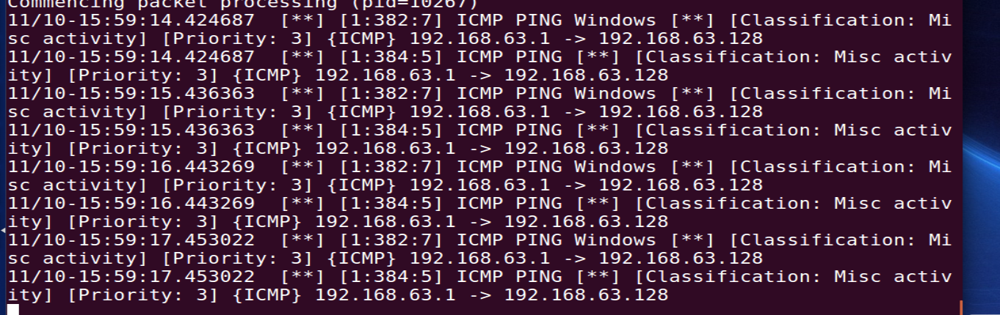 Commencing packet processing (pid=10267)
11/10-15:59:14.424687  [**] [1:382:7] ICMP PING Windows [**] [Classification: Mi
sc activity] [Priority: 3] {ICMP} 192.168.63.1 -> 192.168.63.128
11/10-15:59:14.424687  [**] [1:384:5] ICMP PING [**] [Classification: Misc activ
ity] [Priority: 3] {ICMP} 192.168.63.1 -> 192.168.63.128
11/10-15:59:15.436363  [**] [1:382:7] ICMP PING Windows [**] [Classification: Mi
sc activity] [Priority: 3] {ICMP} 192.168.63.1 -> 192.168.63.128
11/10-15:59:15.436363  [**] [1:384:5] ICMP PING [**] [Classification: Misc activ
ity] [Priority: 3] {ICMP} 192.168.63.1 -> 192.168.63.128
11/10-15:59:16.443269  [**] [1:382:7] ICMP PING Windows [**] [Classification: Mi
sc activity] [Priority: 3] {ICMP} 192.168.63.1 -> 192.168.63.128
11/10-15:59:16.443269  [**] [1:384:5] ICMP PING [**] [Classification: Misc activ
ity] [Priority: 3] {ICMP} 192.168.63.1 -> 192.168.63.128
11/10-15:59:17.453022  [**] [1:382:7] ICMP PING Windows [**] [Classification: Mi
sc activity] [Priority: 3] {ICMP} 192.168.63.1 -> 192.168.63.128
11/10-15:59:17.453022  [**] [1:384:5] ICMP PING [**] [Classification: Misc activ
ity] [Priority: 3] {ICMP} 192.168.63.1 -> 192.168.63.128